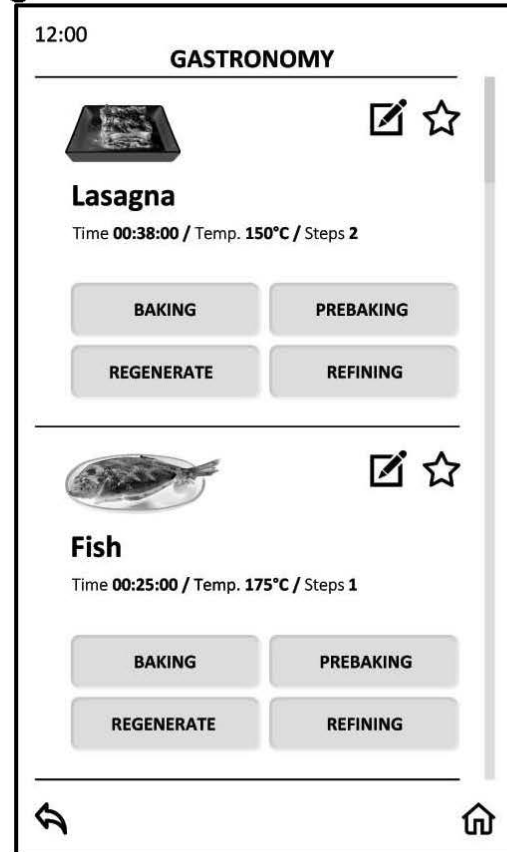 12:00
GASTRONOMY
Lasagna
Time 00:38:00 / Temp. 150°C / Steps 2
BAKING PREBAKING
REGENERATE REFINING
Fish
Time 00:25:00 / Temp. 175°C / Steps 1
BAKING PREBAKING
REGENERATE REFINING